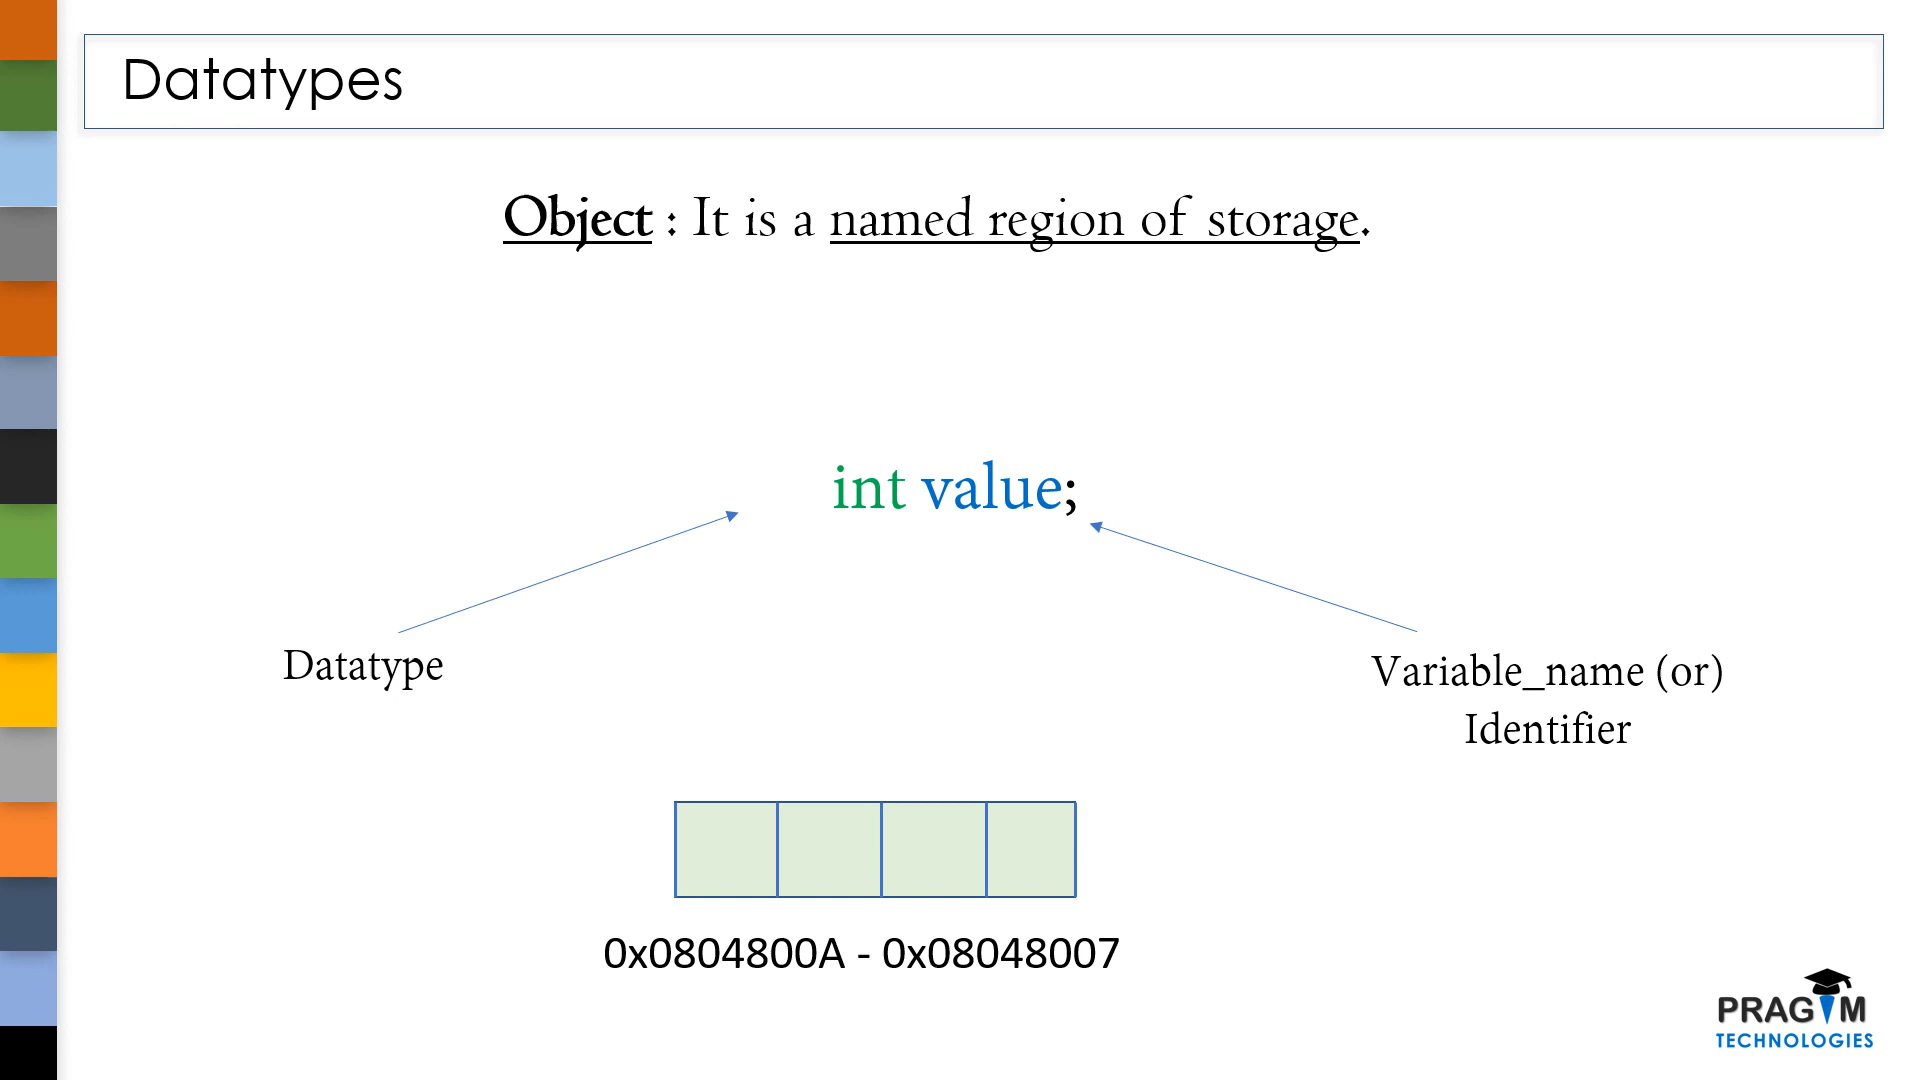 Datatypes
Object : It is a named region of storage.
int value;
Datatype
Variable_name (or)
Identifier
0x0804800A - 0x08048007
PRAGIM
TECHNOLOGIES